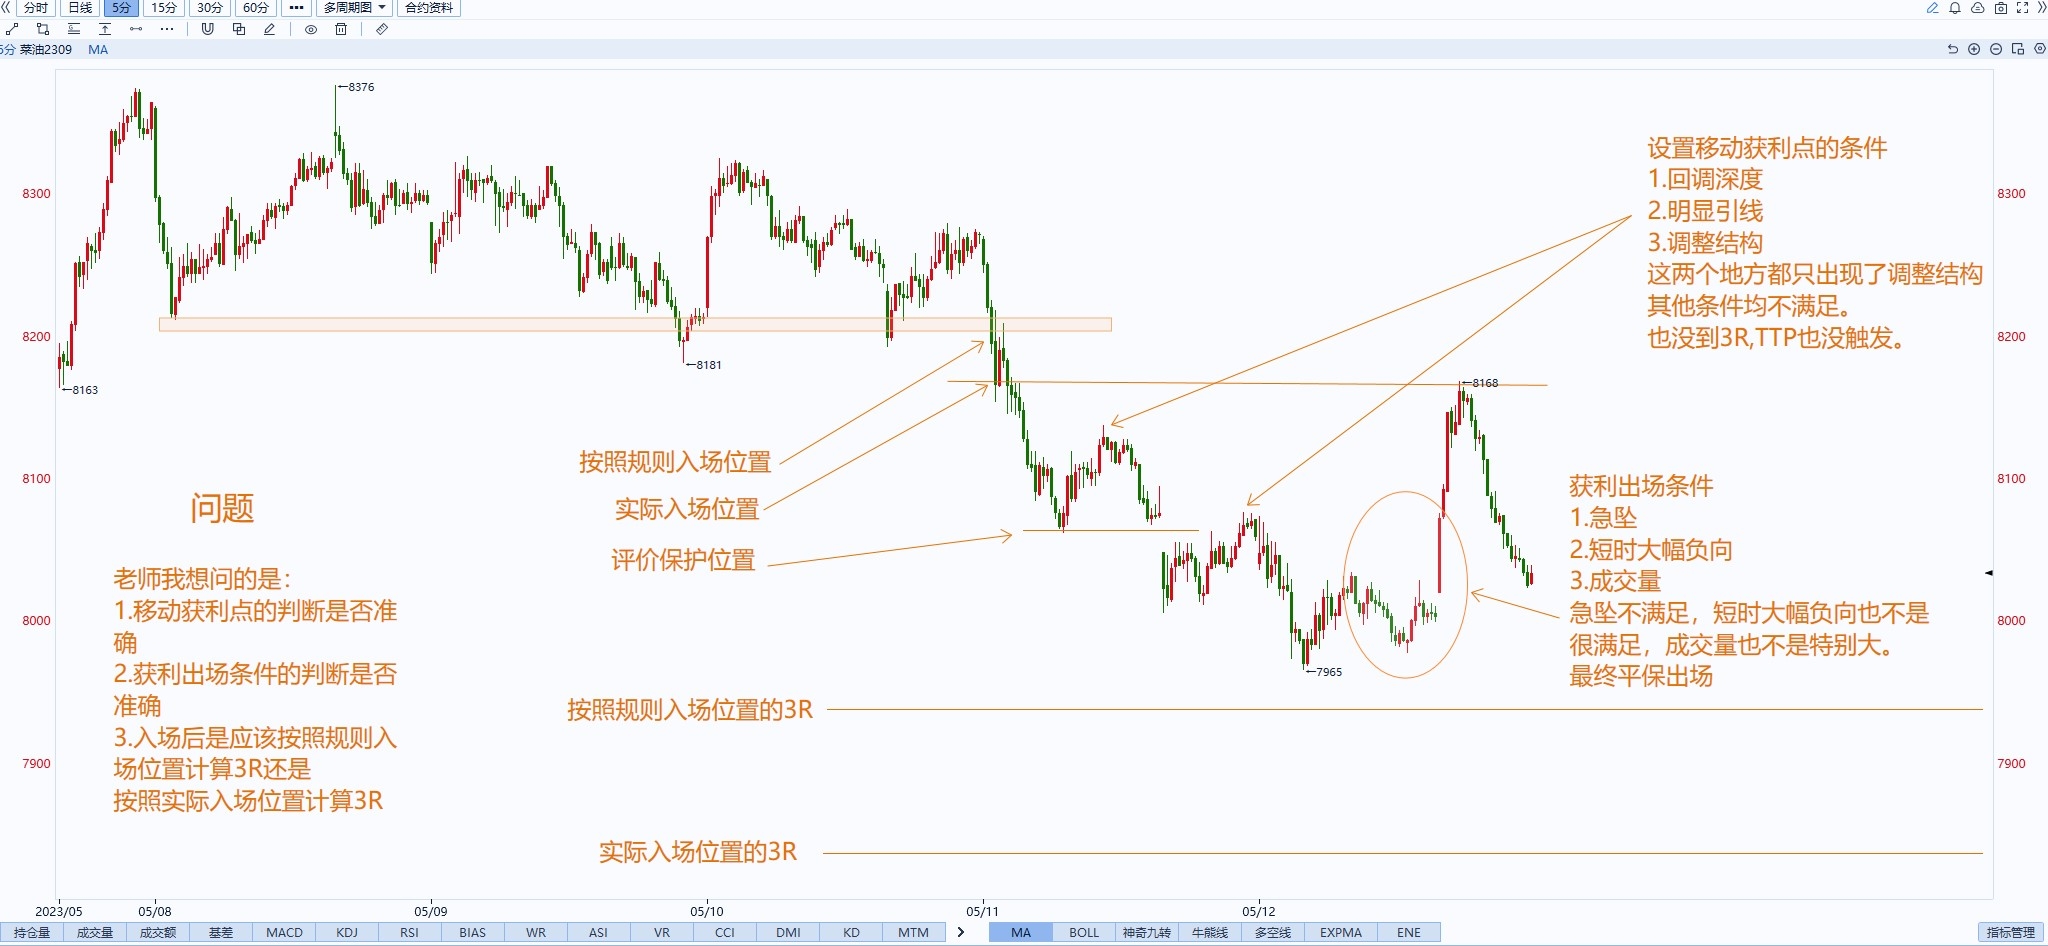 分时 日线 5分 15分 30分 60分 多周期图 合约资料
5分 菜油2309 MA
←8376
设置移动获利点的条件
1.回调深度
2.明显引线
3.调整结构
这两个地方都只出现了调整结构
其他条件均不满足。
也没到3R,TTP也没触发。
8300 8300
8200 8200
←8181
←8163
←8168
按照规则入场位置
8100 8100
实际入场位置
评价保护位置
问题
获利出场条件
1.急坠
2.短时大幅负向
3.成交量
急坠不满足，短时大幅负向也不是
很满足，成交量也不是特别大。
最终平保出场
老师我想问的是：
1.移动获利点的判断是否准
确
2.获利出场条件的判断是否
准确
3.入场后是应该按照规则入
场位置计算3R还是
按照实际入场位置计算3R
8000 8000
←7965
按照规则入场位置的3R
7900 7900
实际入场位置的3R
2023/05 05/08 05/09 05/10 05/11 05/12
持仓量 成交量 成交额 基差 MACD KDJ RSI BIAS WR ASI VR CCI DMI KD MTM MA BOLL 神奇九转 牛熊线 多空线 EXPMA ENE 指标管理